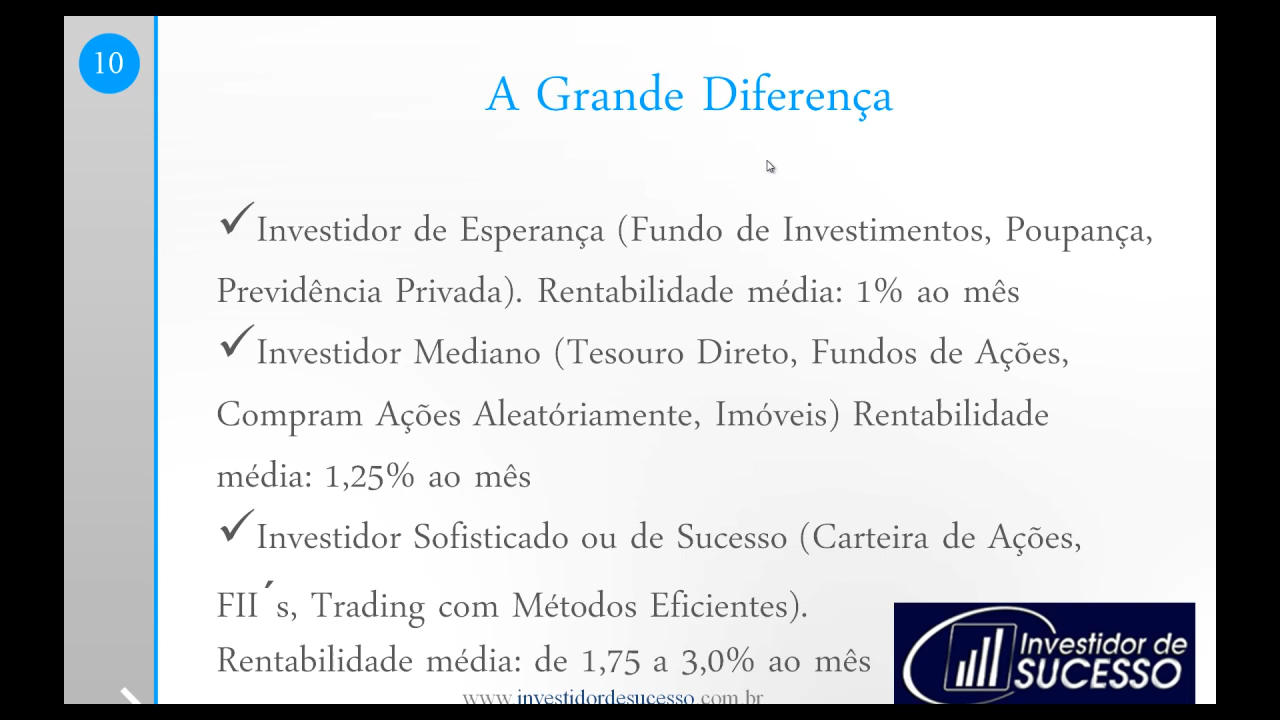 10
A Grande Diferença
Investidor de Esperança (Fundo de Investimentos, Poupança,
Previdência Privada). Rentabilidade média: 1% ao mês
Investidor Mediano (Tesouro Direto, Fundos de Ações,
Compram Ações Aleatóriamente, Imóveis) Rentabilidade
média: 1,25% ao mês
Investidor Sofisticado ou de Sucesso (Carteira de Ações,
FII´s, Trading com Métodos Eficientes).
Rentabilidade média: de 1,75 a 3,0% ao mês
Investidor de
SUCESSO
www.investidordesucesso.com.br